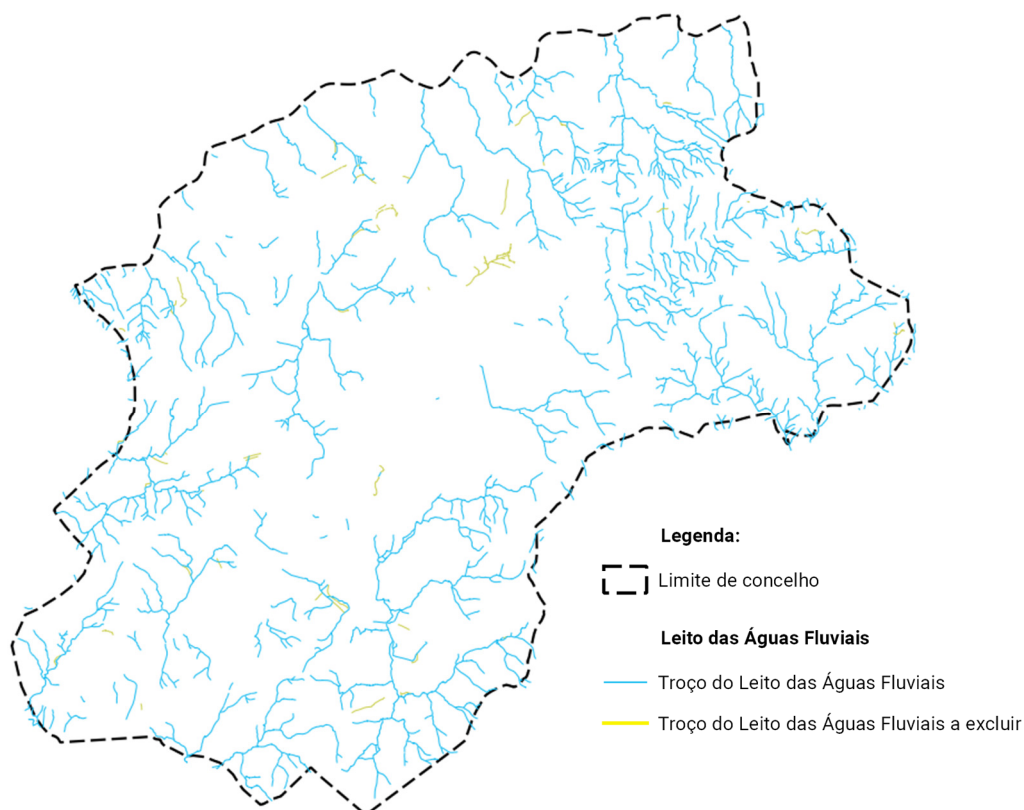 Legenda:
Limite de concelho
Leito das Águas Fluviais
Troço do Leito das Águas Fluviais
Troço do Leito das Águas Fluviais a excluir